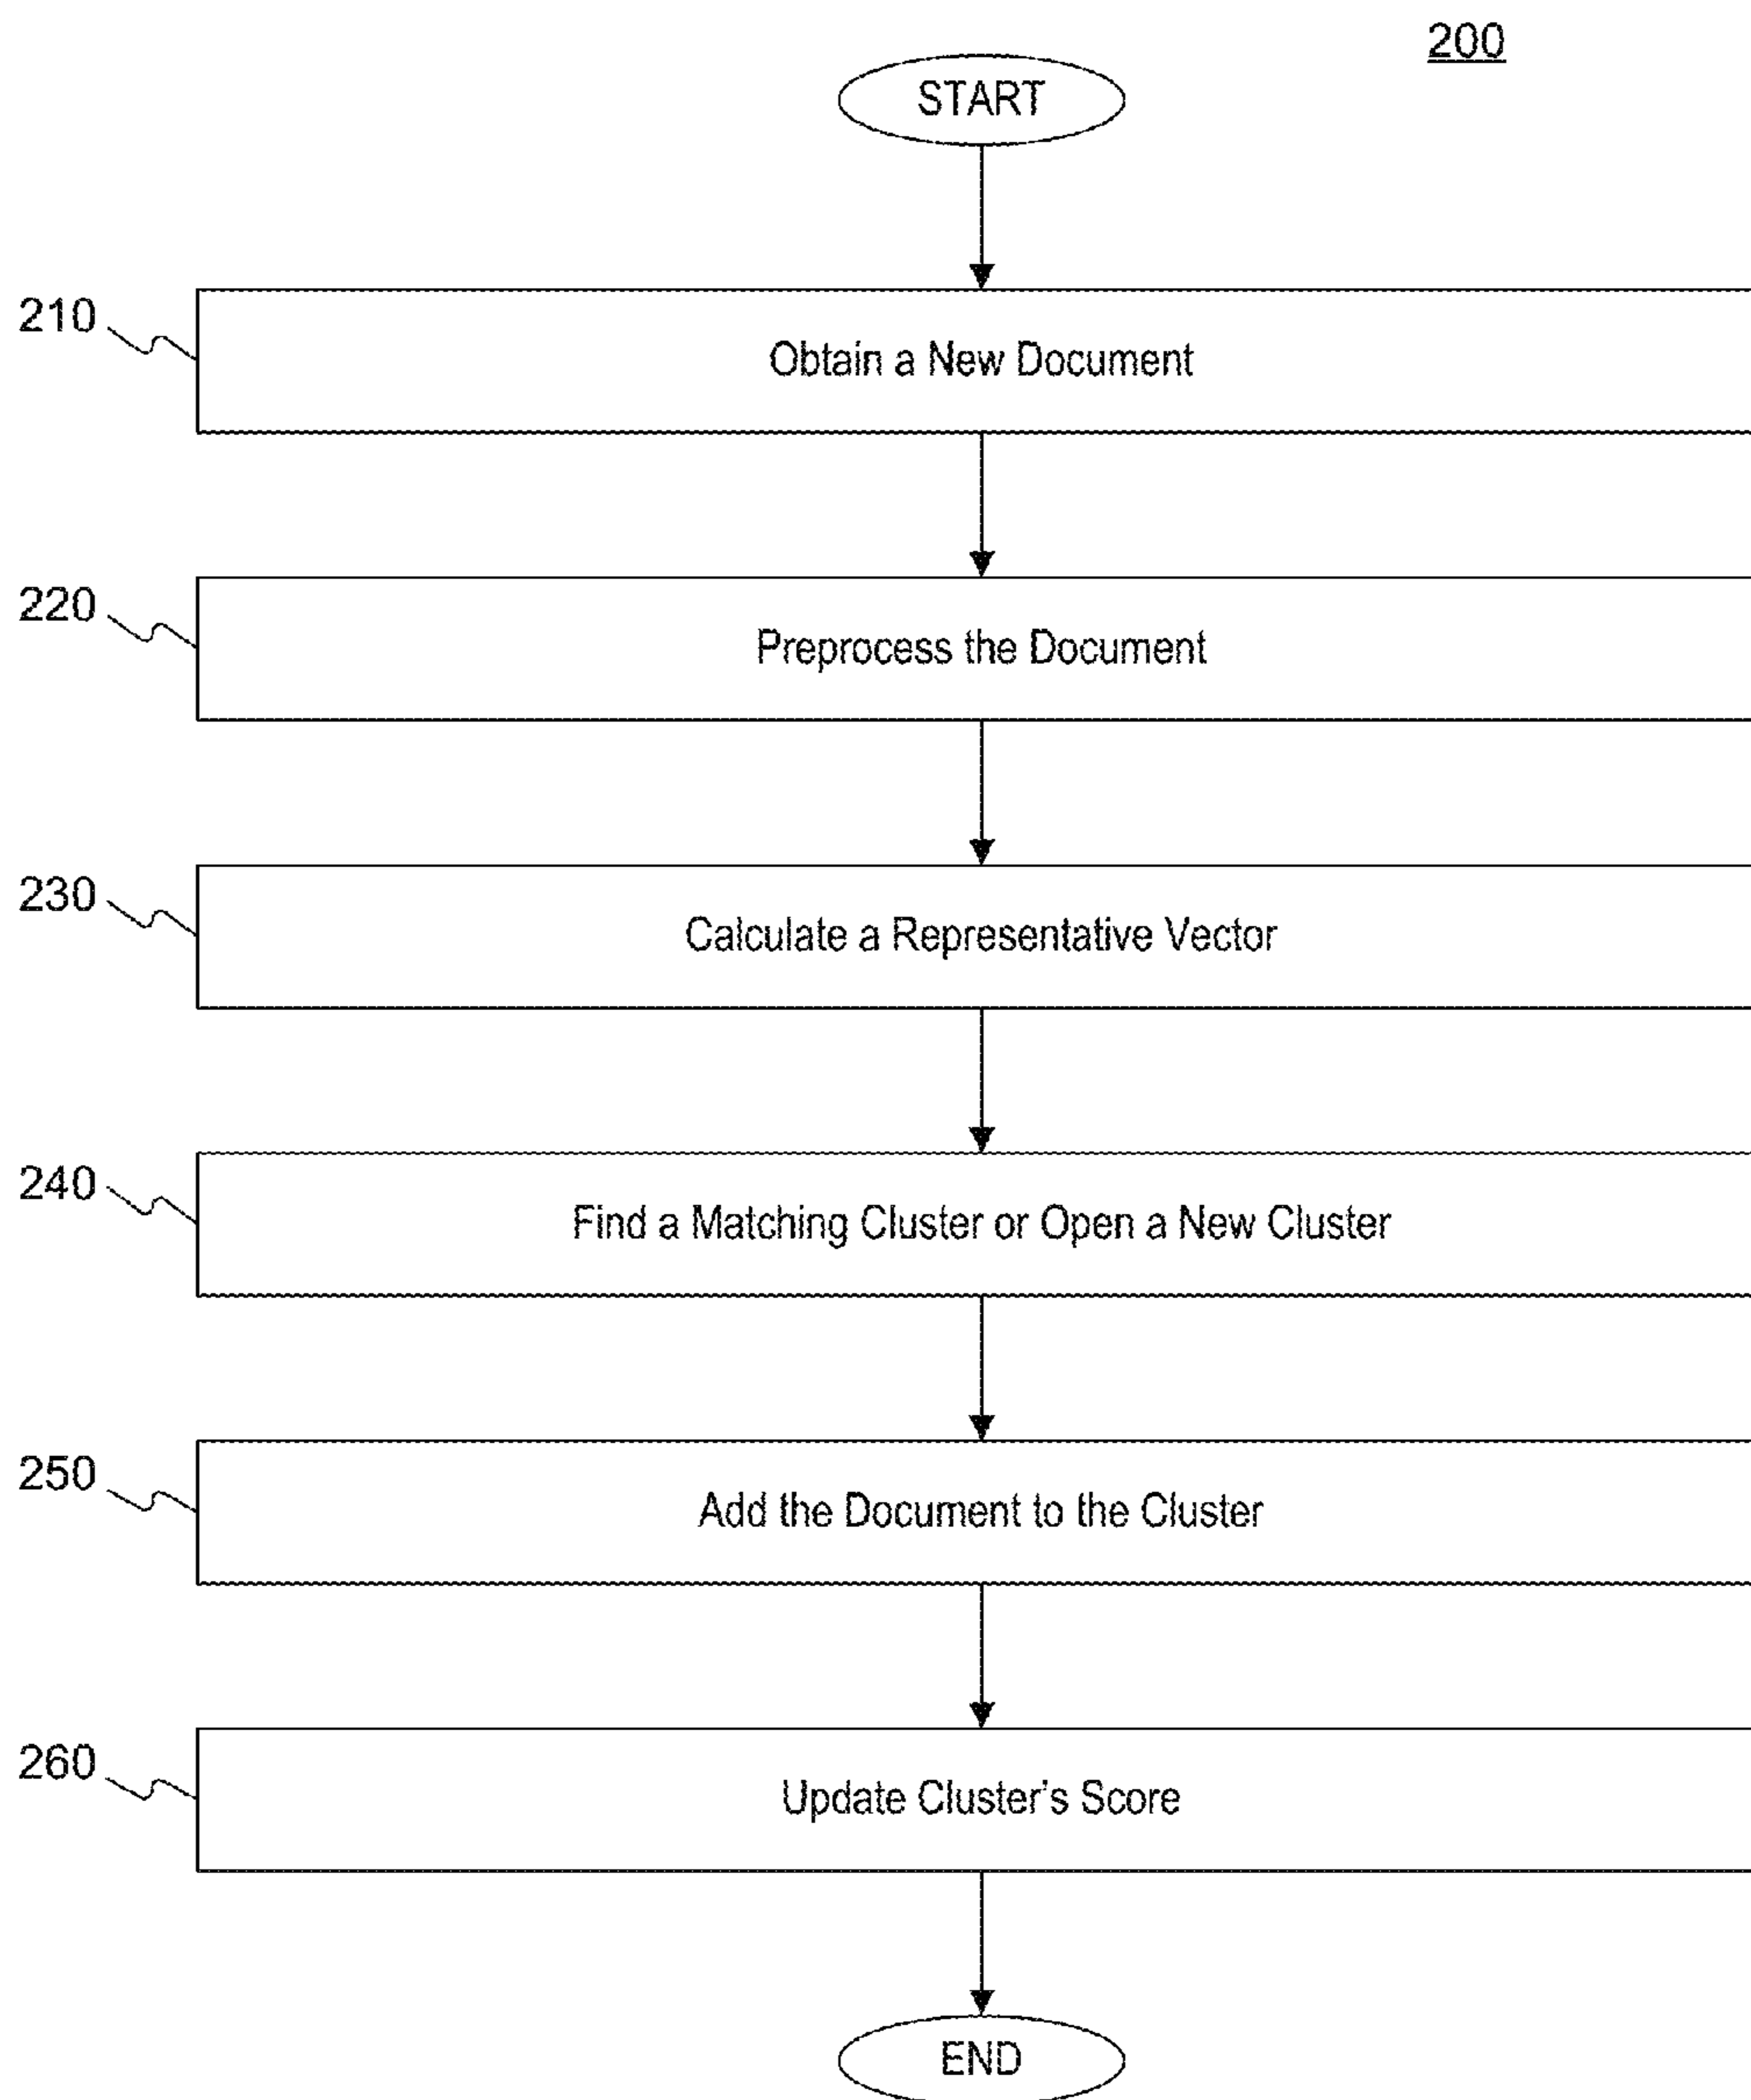 200
START
210
Obtain a New Document
220
Preprocess the Document
230
Calculate a Representative Vector
240
Find a Matching Cluster or Open a New Cluster
250
Add the Document to the Cluster
260
Update Cluster's Score
END